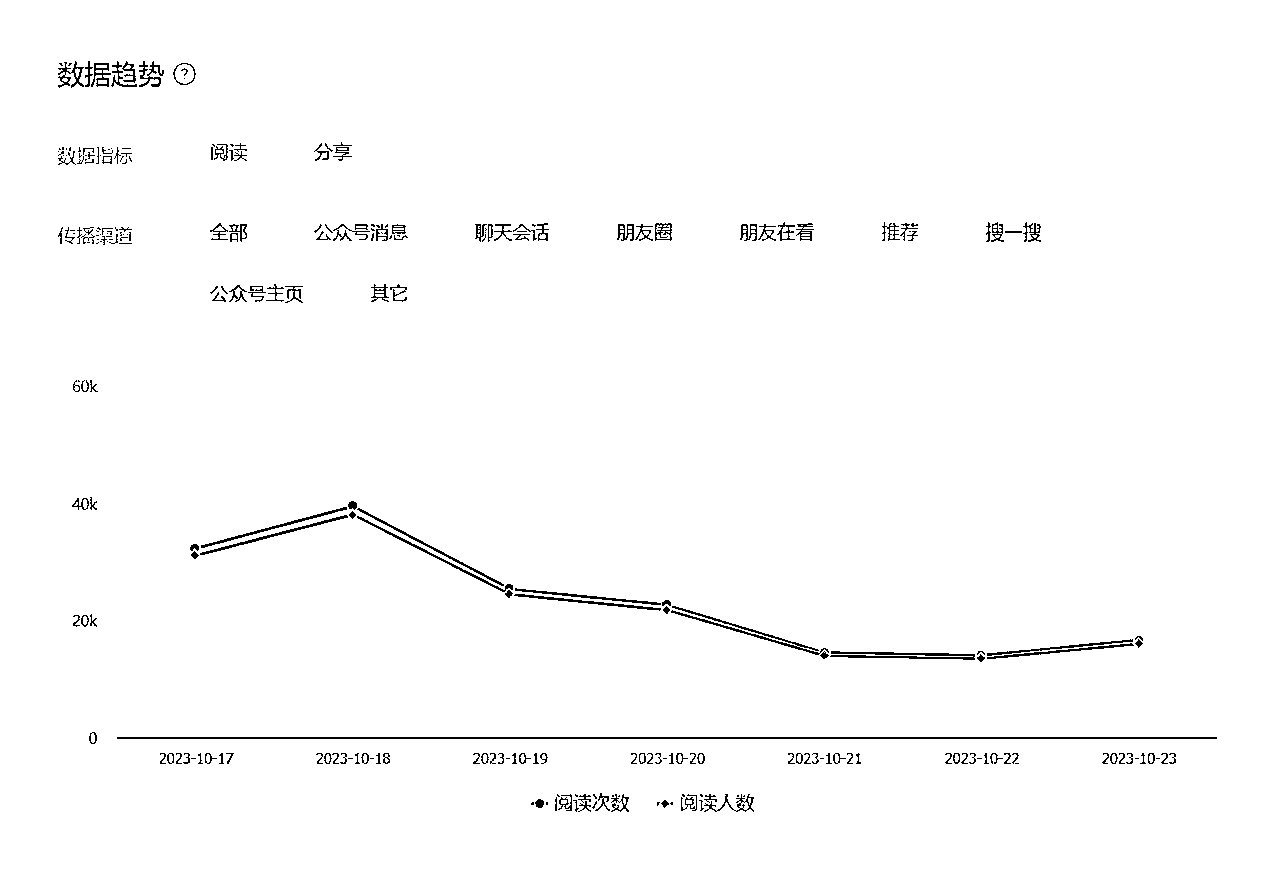 数据趋势 ?
数据指标 阅读 分享
传播渠道 全部 公众号消息 聊天会话 朋友圈 朋友在看 推荐 搜一搜
公众号主页 其它
60k
40k
20k
0
2023-10-17 2023-10-18 2023-10-19 2023-10-20 2023-10-21 2023-10-22 2023-10-23
阅读次数 阅读人数